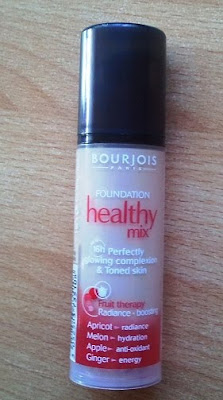 BOURJOIS
PARIS
FOUNDATION
healthy
mix
16h Perfectly
glowing complexion
& Toned skin
Fruit therapy
Radiance - boosting
Apricot - radiance
Melon - hydration
Apple - anti-oxidant
Ginger - energy